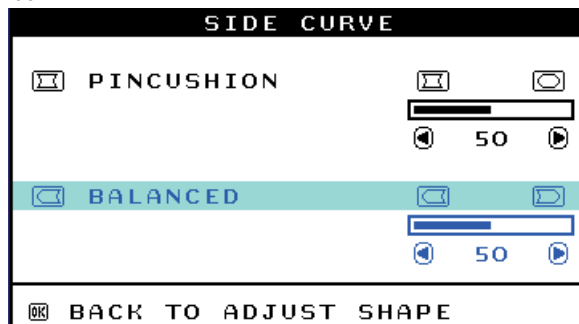 SIDE CURVE
PINCUSHION
50
BALANCED
50
OK BACK TO ADJUST SHAPE